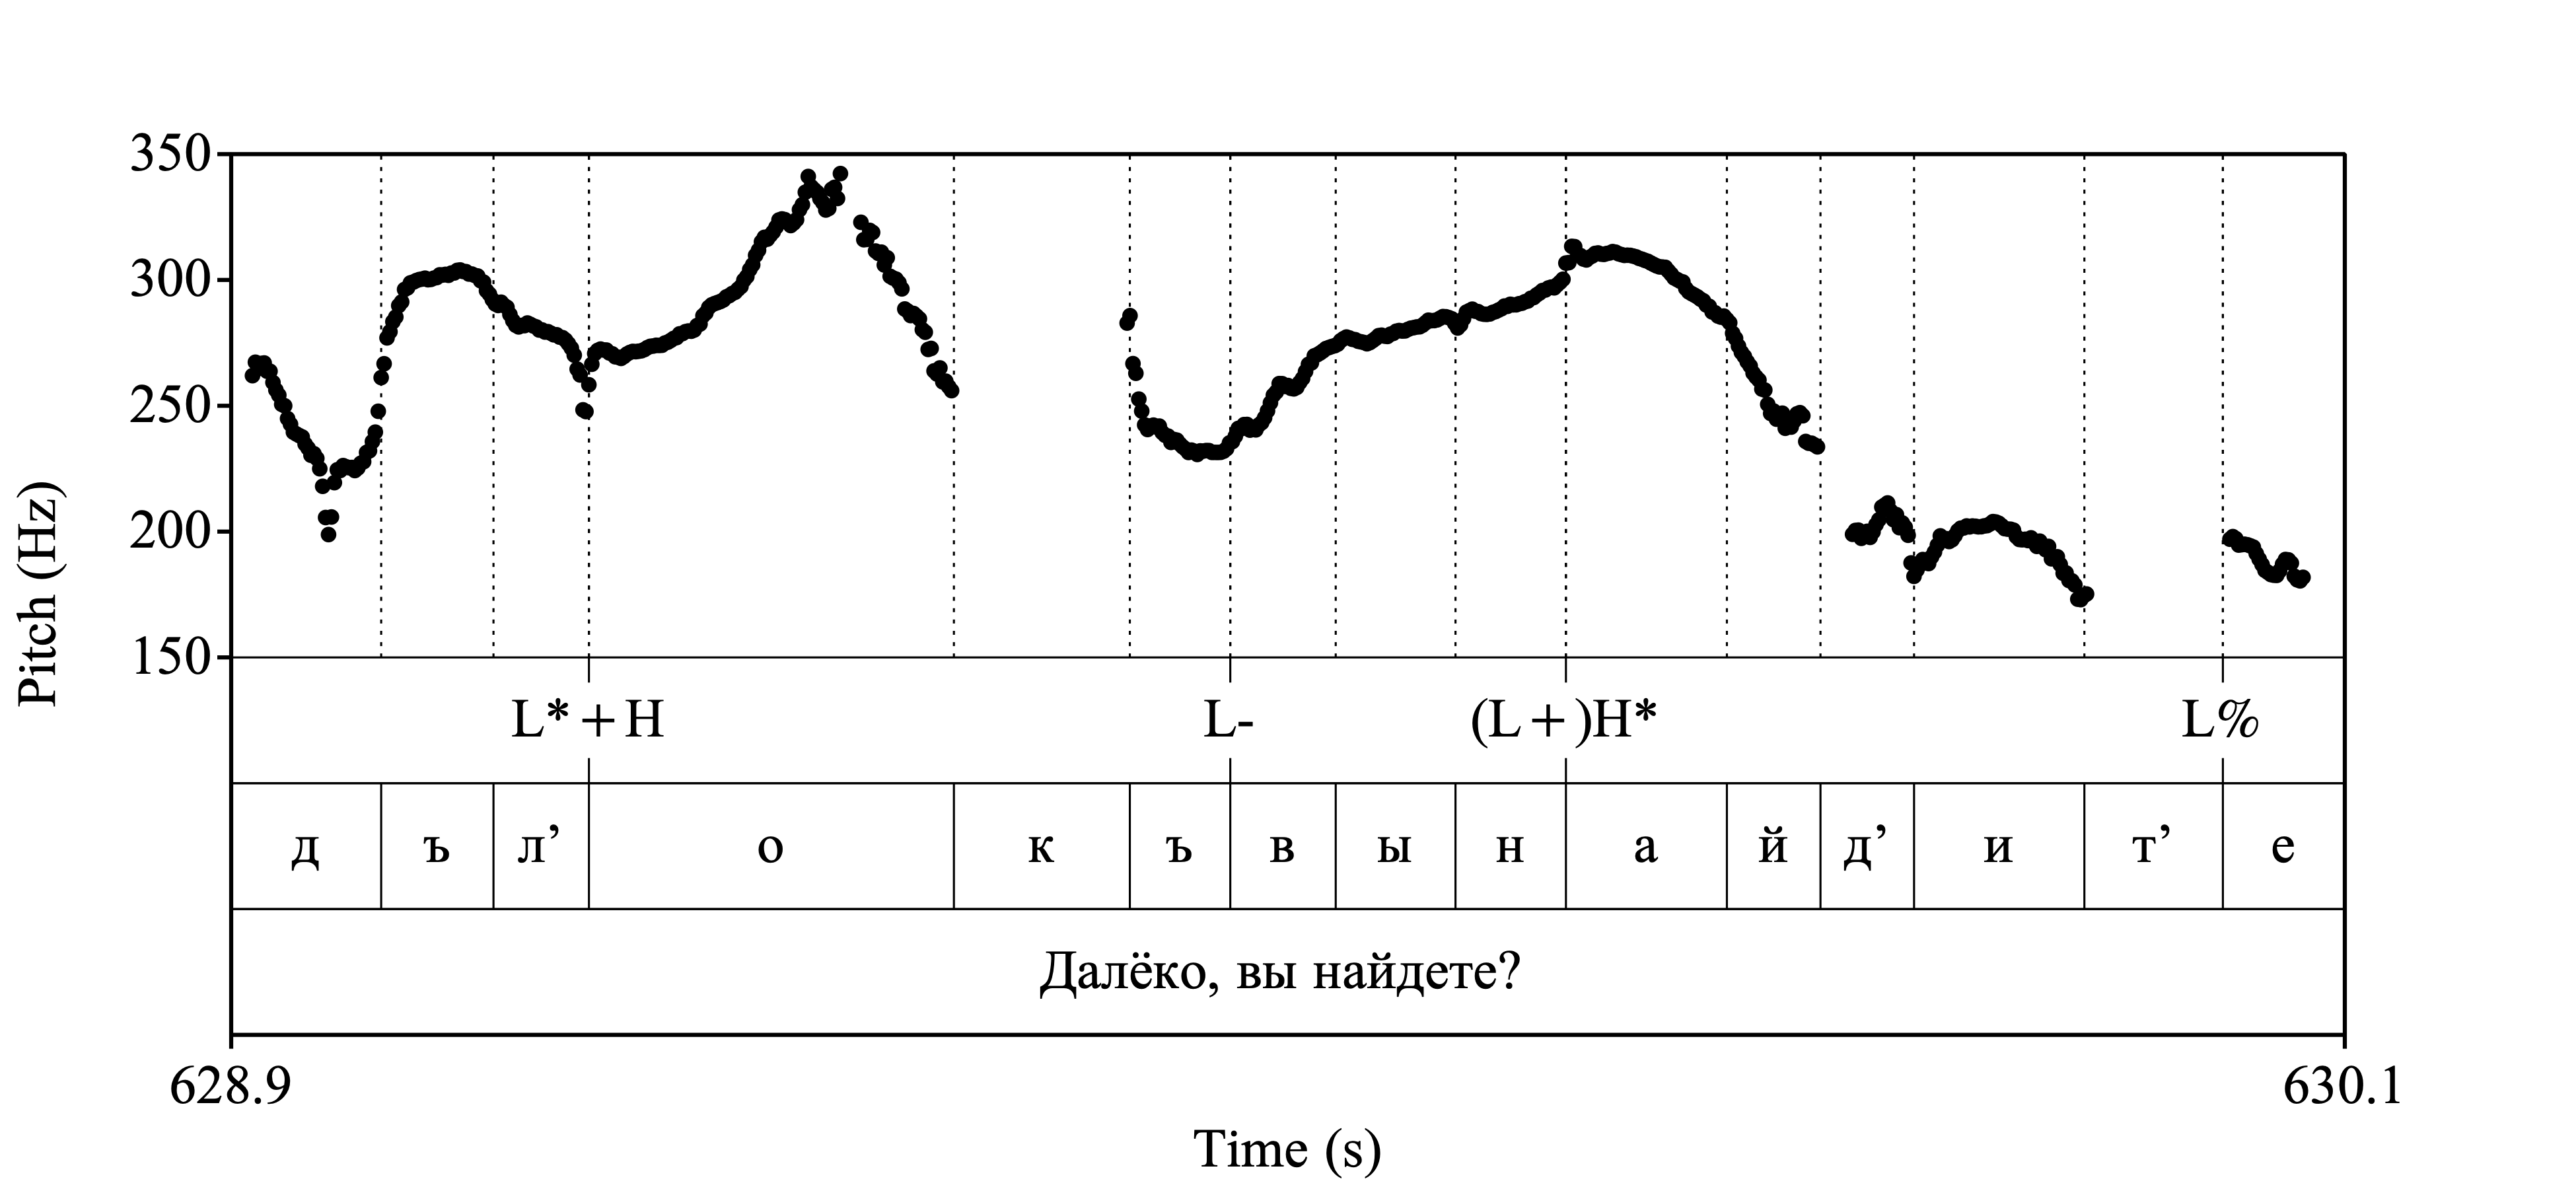 350
300
250
200
150
Pitch (Hz)
L*+H L- (L+)H* L%
д ъ л’ о к ъ в ы н а й д’ и т’ е
Далёко, вы найдете?
628.9 630.1
Time (s)